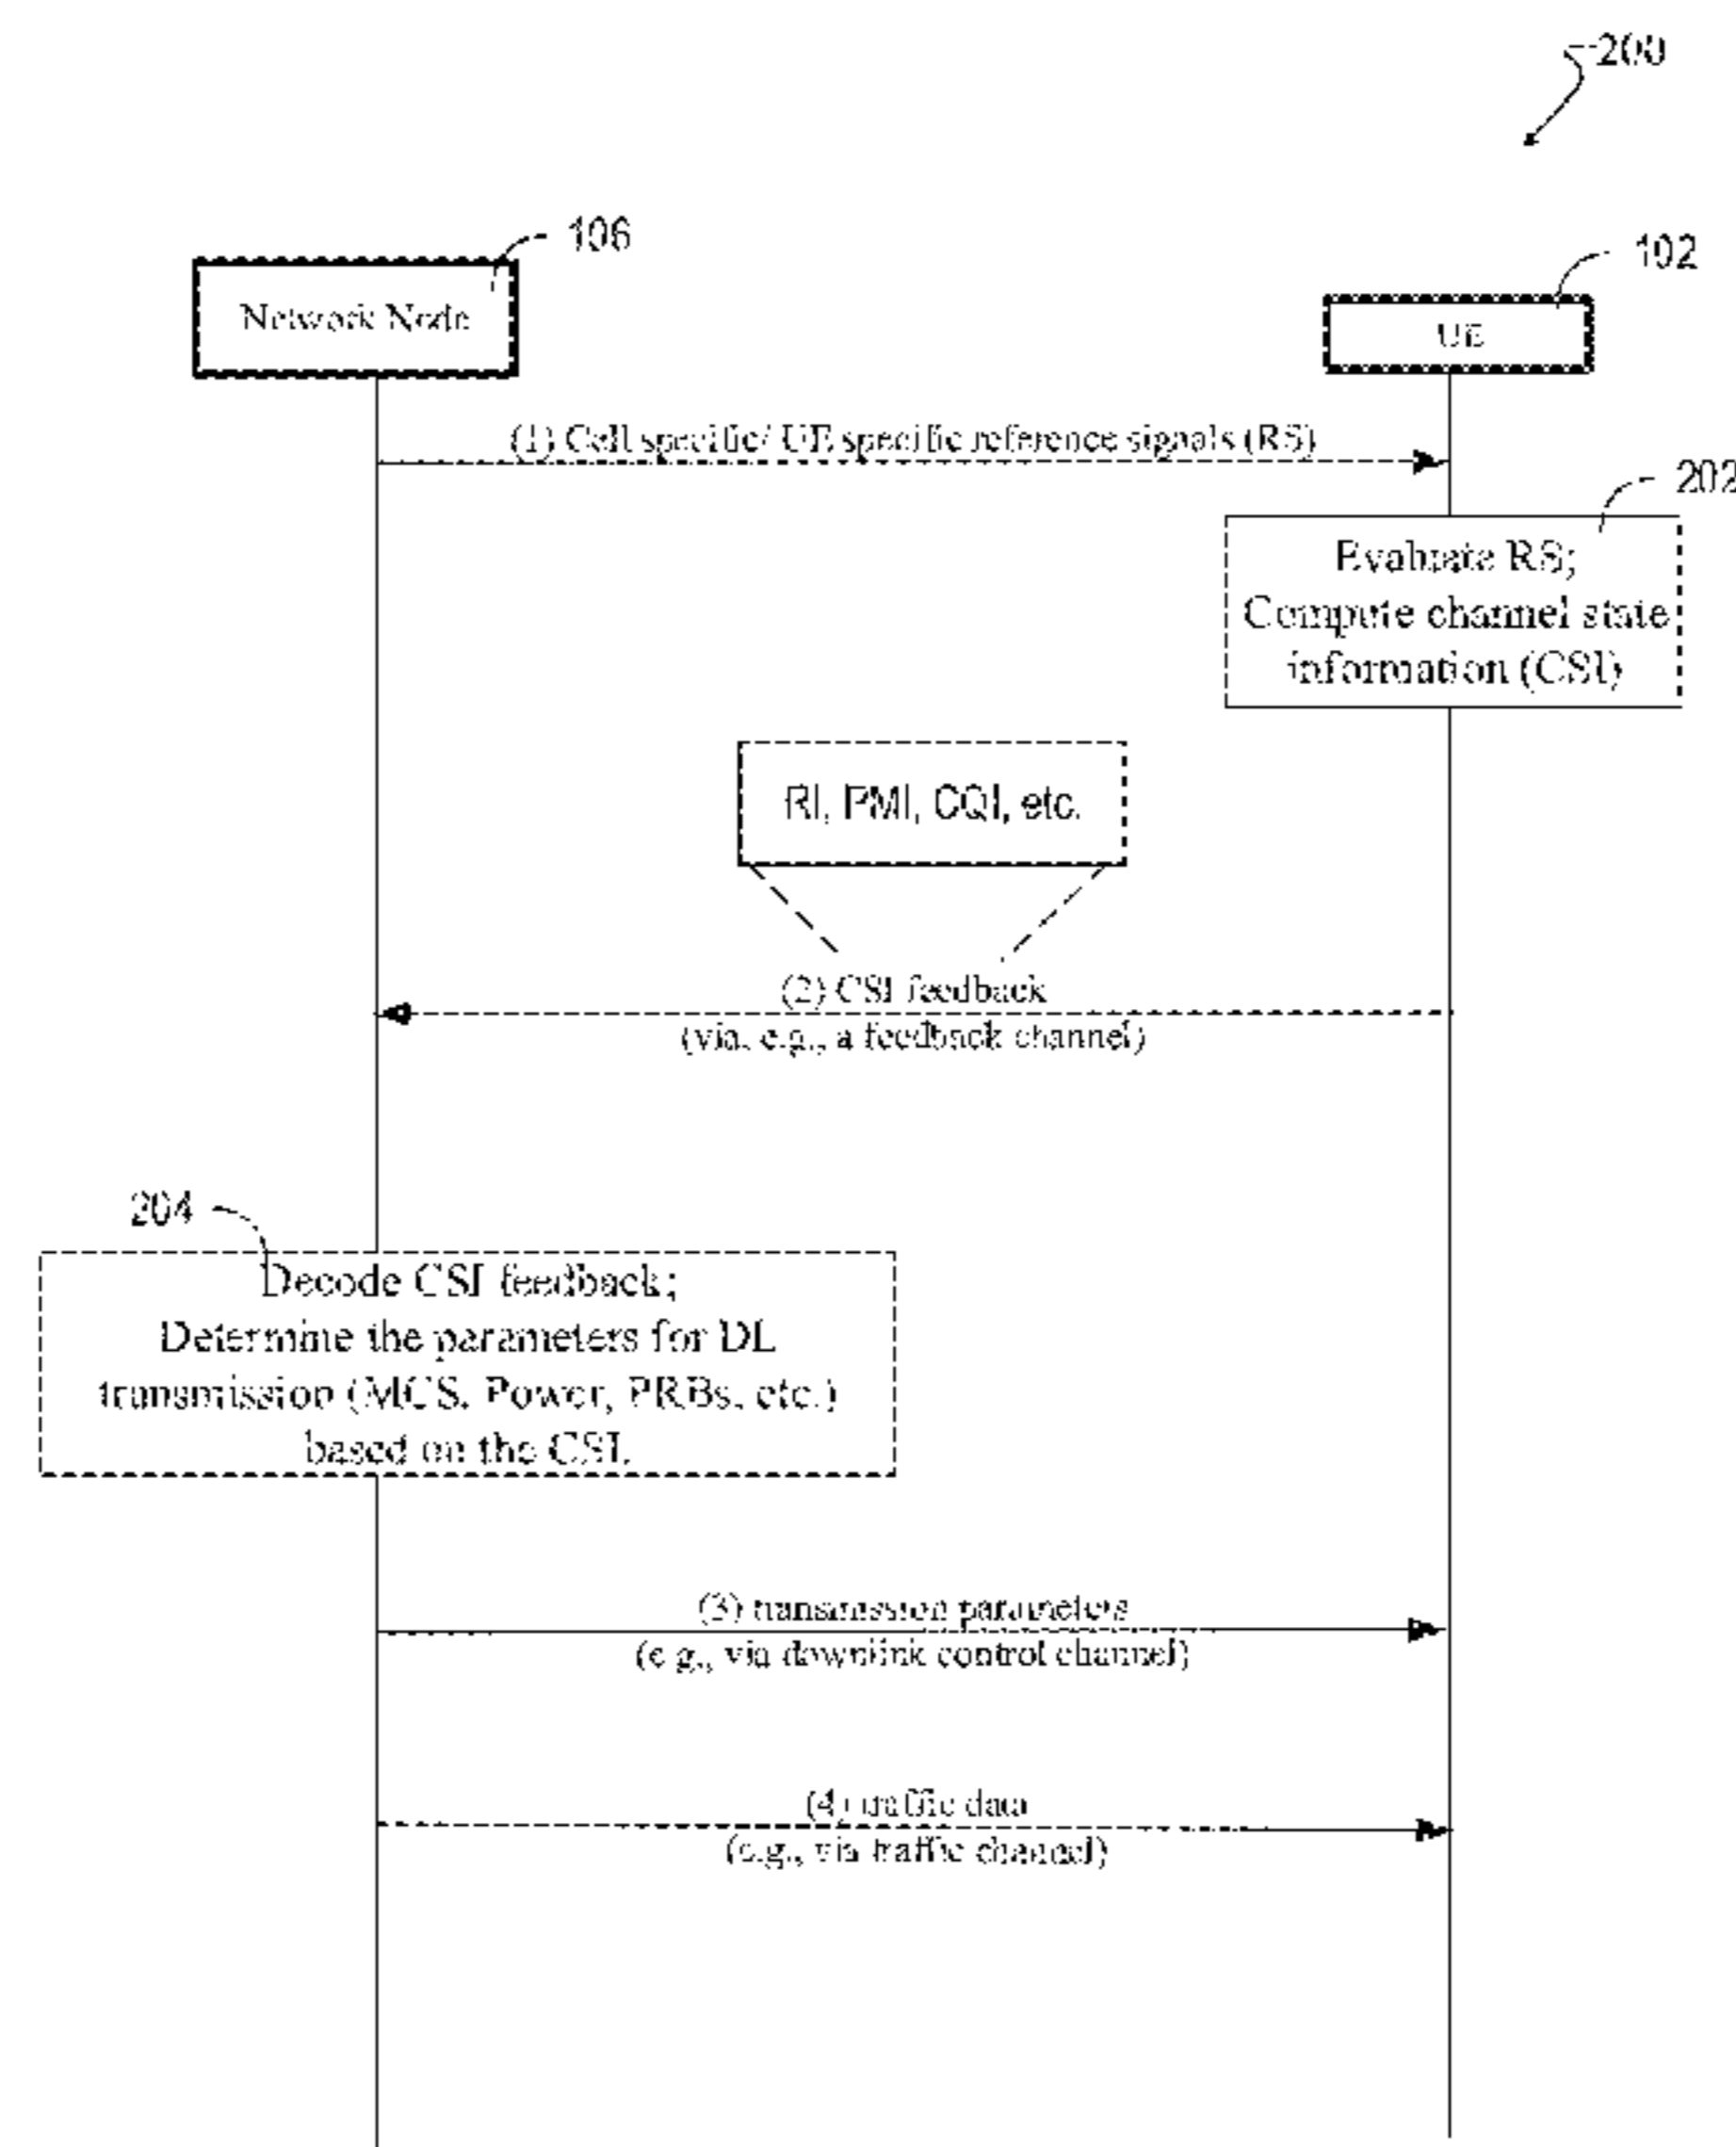 200
106
102
Network Node
UE
(1) Cell specific/ UE specific reference signals (RS)
202
Evaluate RS;
Compute channel state
information (CSI)
RI, PMI, CQI, etc.
(2) CSI feedback
(via, e.g., a feedback channel)
204
Decode CSI feedback;
Determine the parameters for DL
transmission (MCS, Power, PRBs, etc.)
based on the CSI.
(3) transmission parameters
(e.g., via downlink control channel)
(4) traffic data
(e.g., via traffic channel)